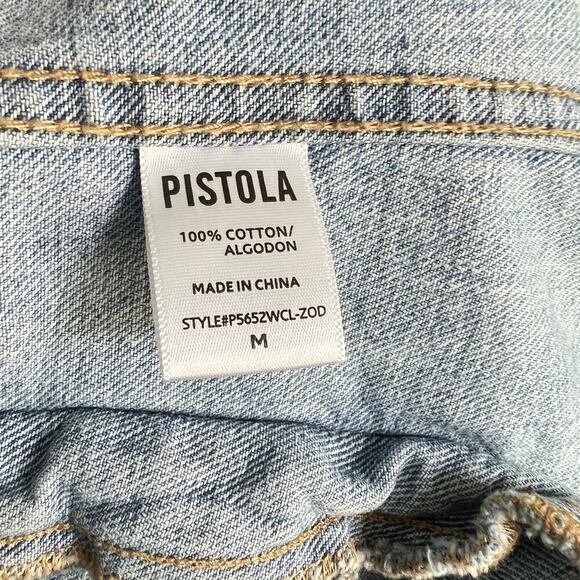 PISTOLA
100% COTTON/
ALGODON
MADE IN CHINA
STYLE#P5652WCL-ZOD
M